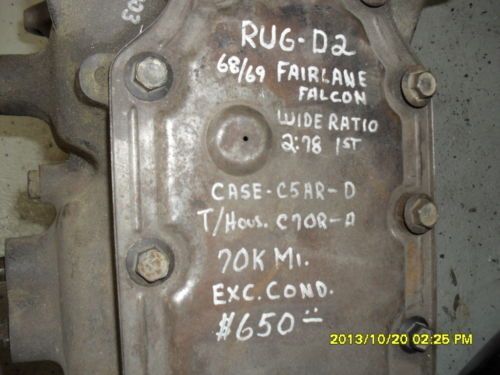 RUG-D2
68/69 FAIRLANE
FALCON
WIDE RATIO
2:78 1ST
CASE-C5AR-D
T/HOUS. C7OR-A
70K MI.
EXC. COND.
$650
2013/10/20 02:25 PM